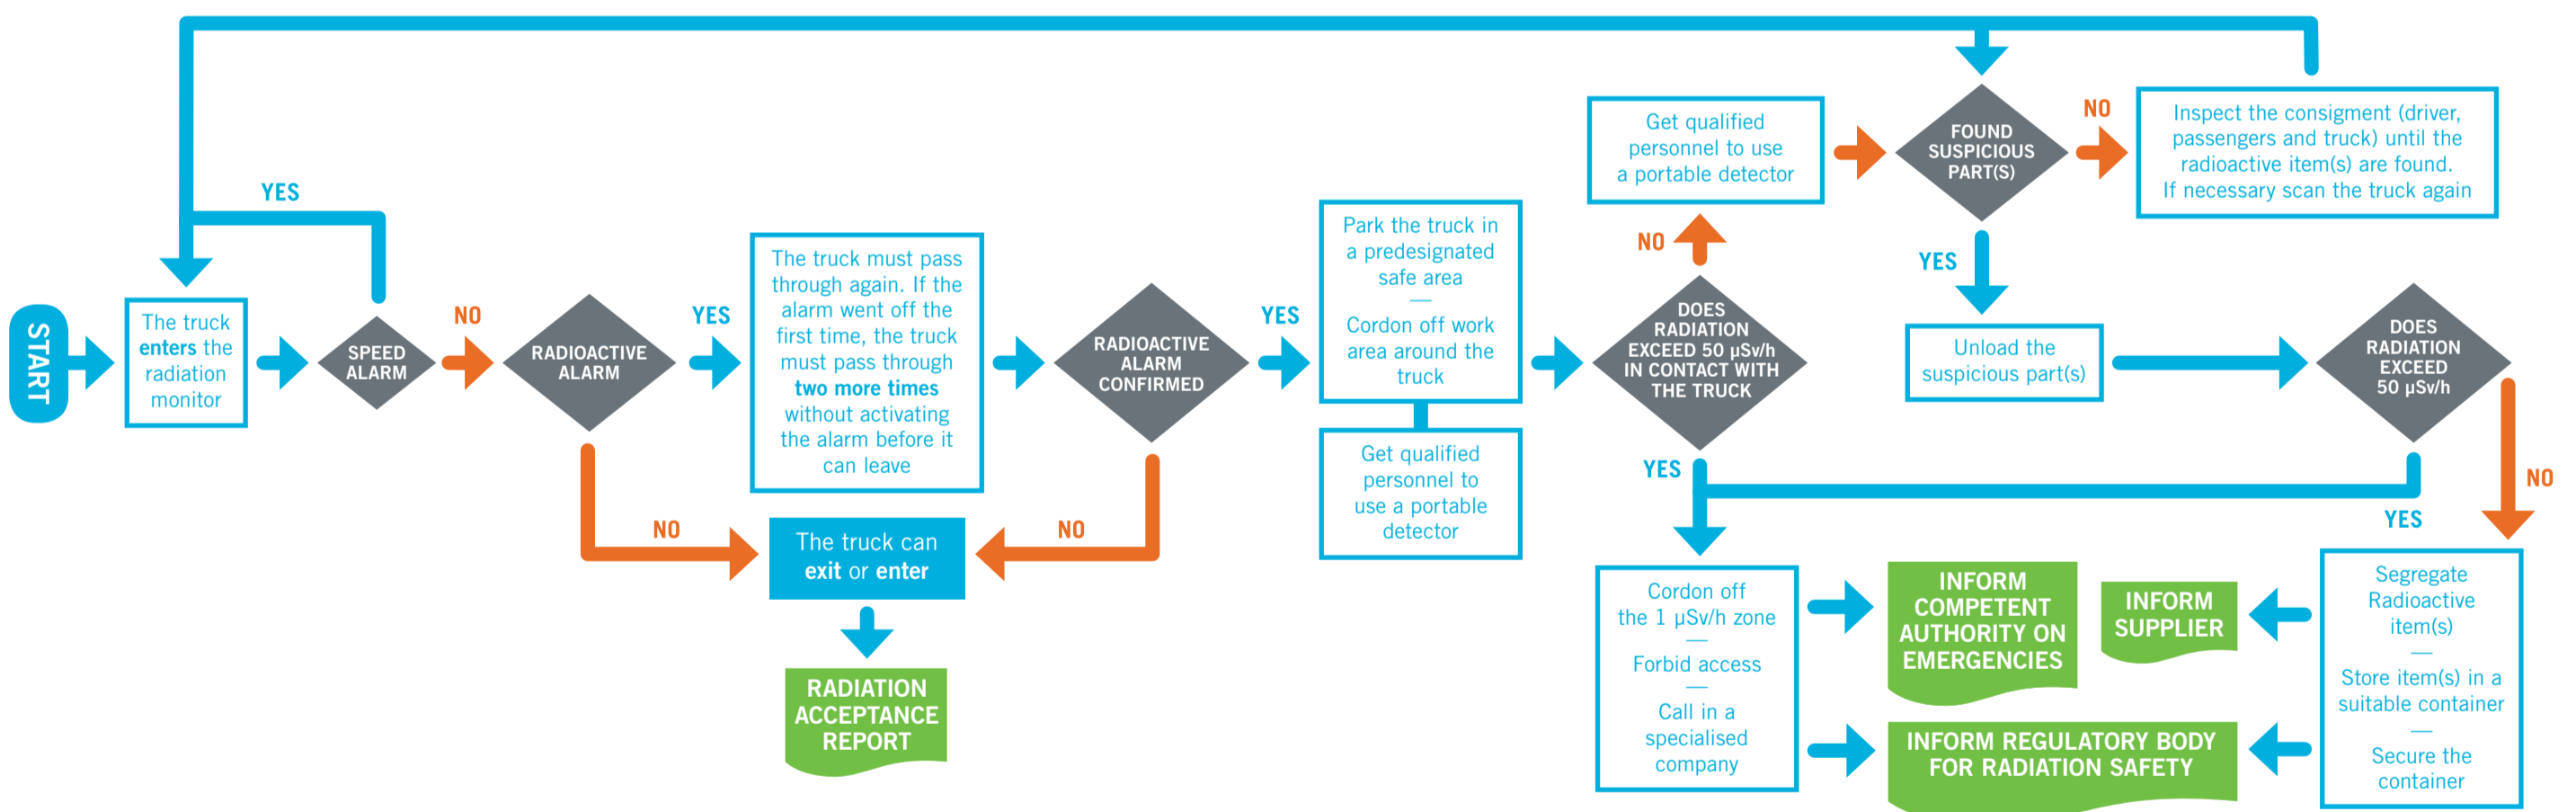 START
The truck
enters the
radiation
monitor
YES
SPEED
ALARM
NO
RADIOACTIVE
ALARM
YES
The truck must pass
through again. If the
alarm went off the
first time, the truck
must pass through
two more times
without activating
the alarm before it
can leave
NO
The truck can
exit or enter
NO
RADIATION
ACCEPTANCE
REPORT
RADIOACTIVE
ALARM
CONFIRMED
YES
Park the truck in
a predesignated
safe area
—
Cordon off work
area around the
truck
Get qualified
personnel to
use a portable
detector
DOES
RADIATION
EXCEED 50 µSv/h
IN CONTACT WITH
THE TRUCK
NO
Get qualified
personnel to use
a portable detector
FOUND
SUSPICIOUS
PART(S)
NO
Inspect the consigment (driver,
passengers and truck) until the
radioactive item(s) are found.
If necessary scan the truck again
YES
Unload the
suspicious part(s)
DOES
RADIATION
EXCEED
50 µSv/h
YES
YES
NO
Cordon off
the 1 µSv/h zone
—
Forbid access
—
Call in a
specialised
company
INFORM
COMPETENT
AUTHORITY ON
EMERGENCIES
INFORM
SUPPLIER
INFORM REGULATORY BODY
FOR RADIATION SAFETY
Segregate
Radioactive
item(s)
—
Store item(s) in a
suitable container
—
Secure the
container